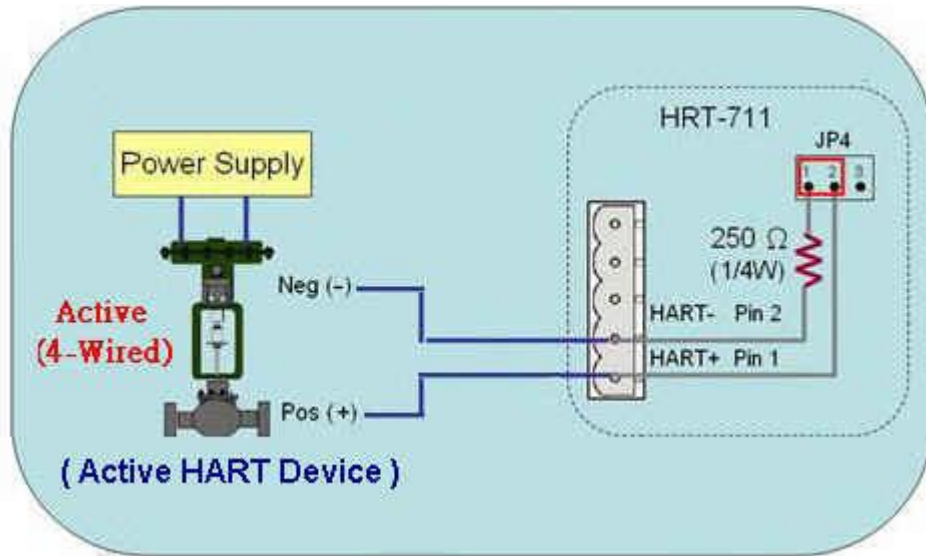 HRT-711
JP4
1 2 3
Power Supply
250 Ω
(1/4W)
Neg (-)
Active
(4-Wired)
HART- Pin 2
HART+ Pin 1
Pos (+)
( Active HART Device )